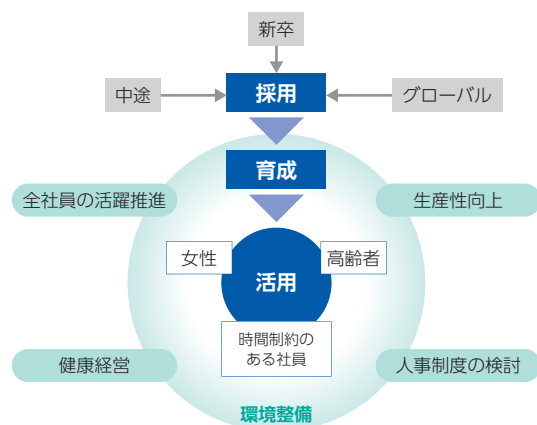 新卒
中途
採用
グローバル
育成
全社員の活躍推進
生産性向上
女性
高齢者
活用
時間制約の
ある社員
健康経営
人事制度の検討
環境整備